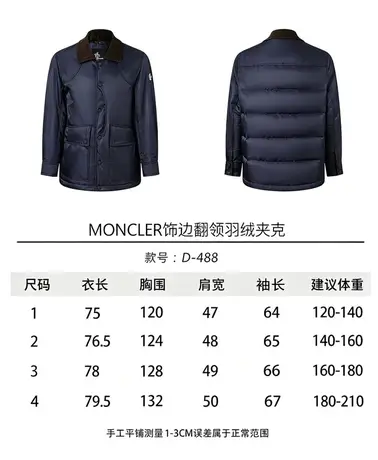 MONCLER饰边翻领羽绒夹克
款号：D-488
尺码 衣长 胸围 肩宽 袖长 建议体重
1 75 120 47 64 120-140
2 76.5 124 48 65 140-160
3 78 128 49 66 160-180
4 79.5 132 50 67 180-210
手工平铺测量1-3CM误差属于正常范围